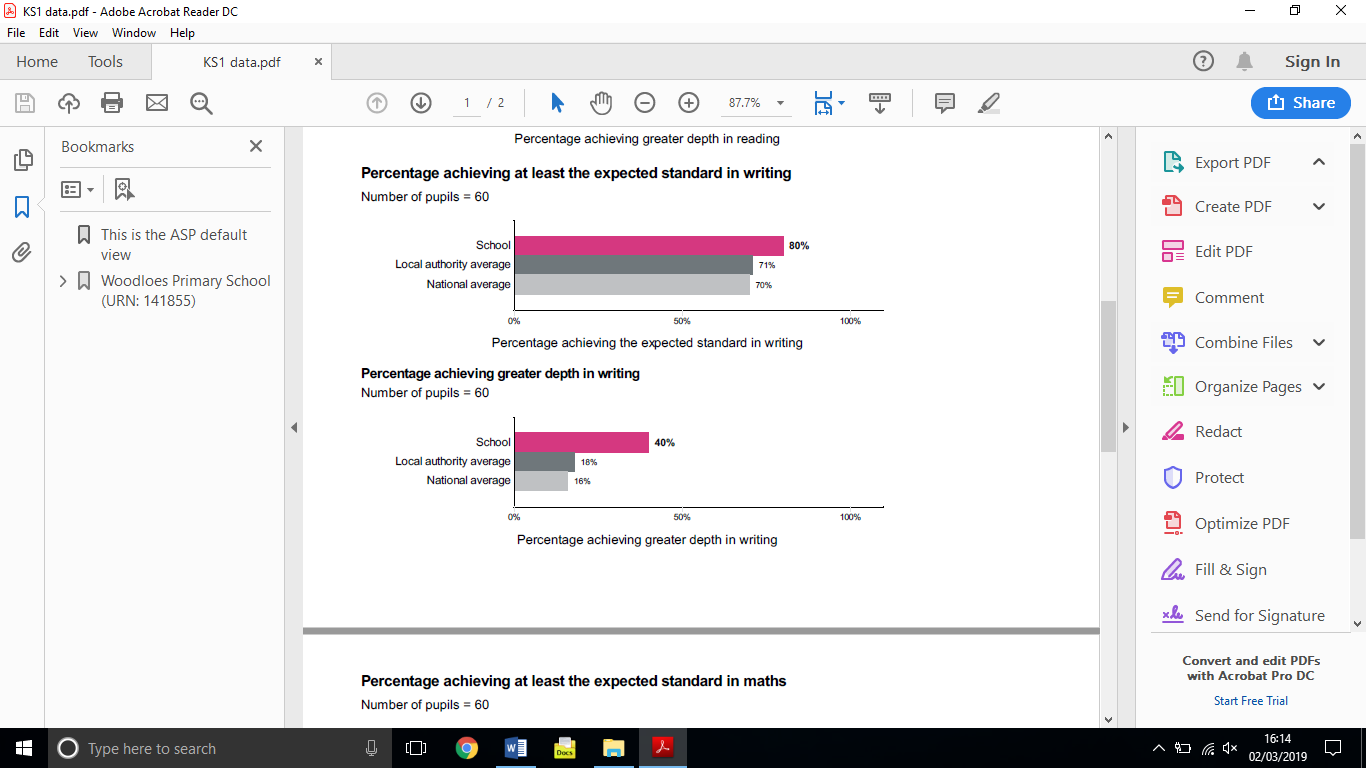 KS1 data.pdf - Adobe Acrobat Reader DC
File Edit View Window Help
Home Tools KS1 data.pdf Sign In
1 / 2 87.7% Share
Bookmarks
This is the ASP default
view
Woodloes Primary School
(URN: 141855)
Percentage achieving greater depth in reading
Percentage achieving at least the expected standard in writing
Number of pupils = 60
School 80%
Local authority average 71%
National average 70%
0% 50% 100%
Percentage achieving the expected standard in writing
Percentage achieving greater depth in writing
Number of pupils = 60
School 40%
Local authority average 18%
National average 16%
0% 50% 100%
Percentage achieving greater depth in writing
Percentage achieving at least the expected standard in maths
Number of pupils = 60
Export PDF
Create PDF
Edit PDF
Comment
Combine Files
Organize Pages
Redact
Protect
Optimize PDF
Fill & Sign
Send for Signature
Convert and edit PDFs
with Acrobat Pro DC
Start Free Trial
Type here to search
Docs
16:14
02/03/2019